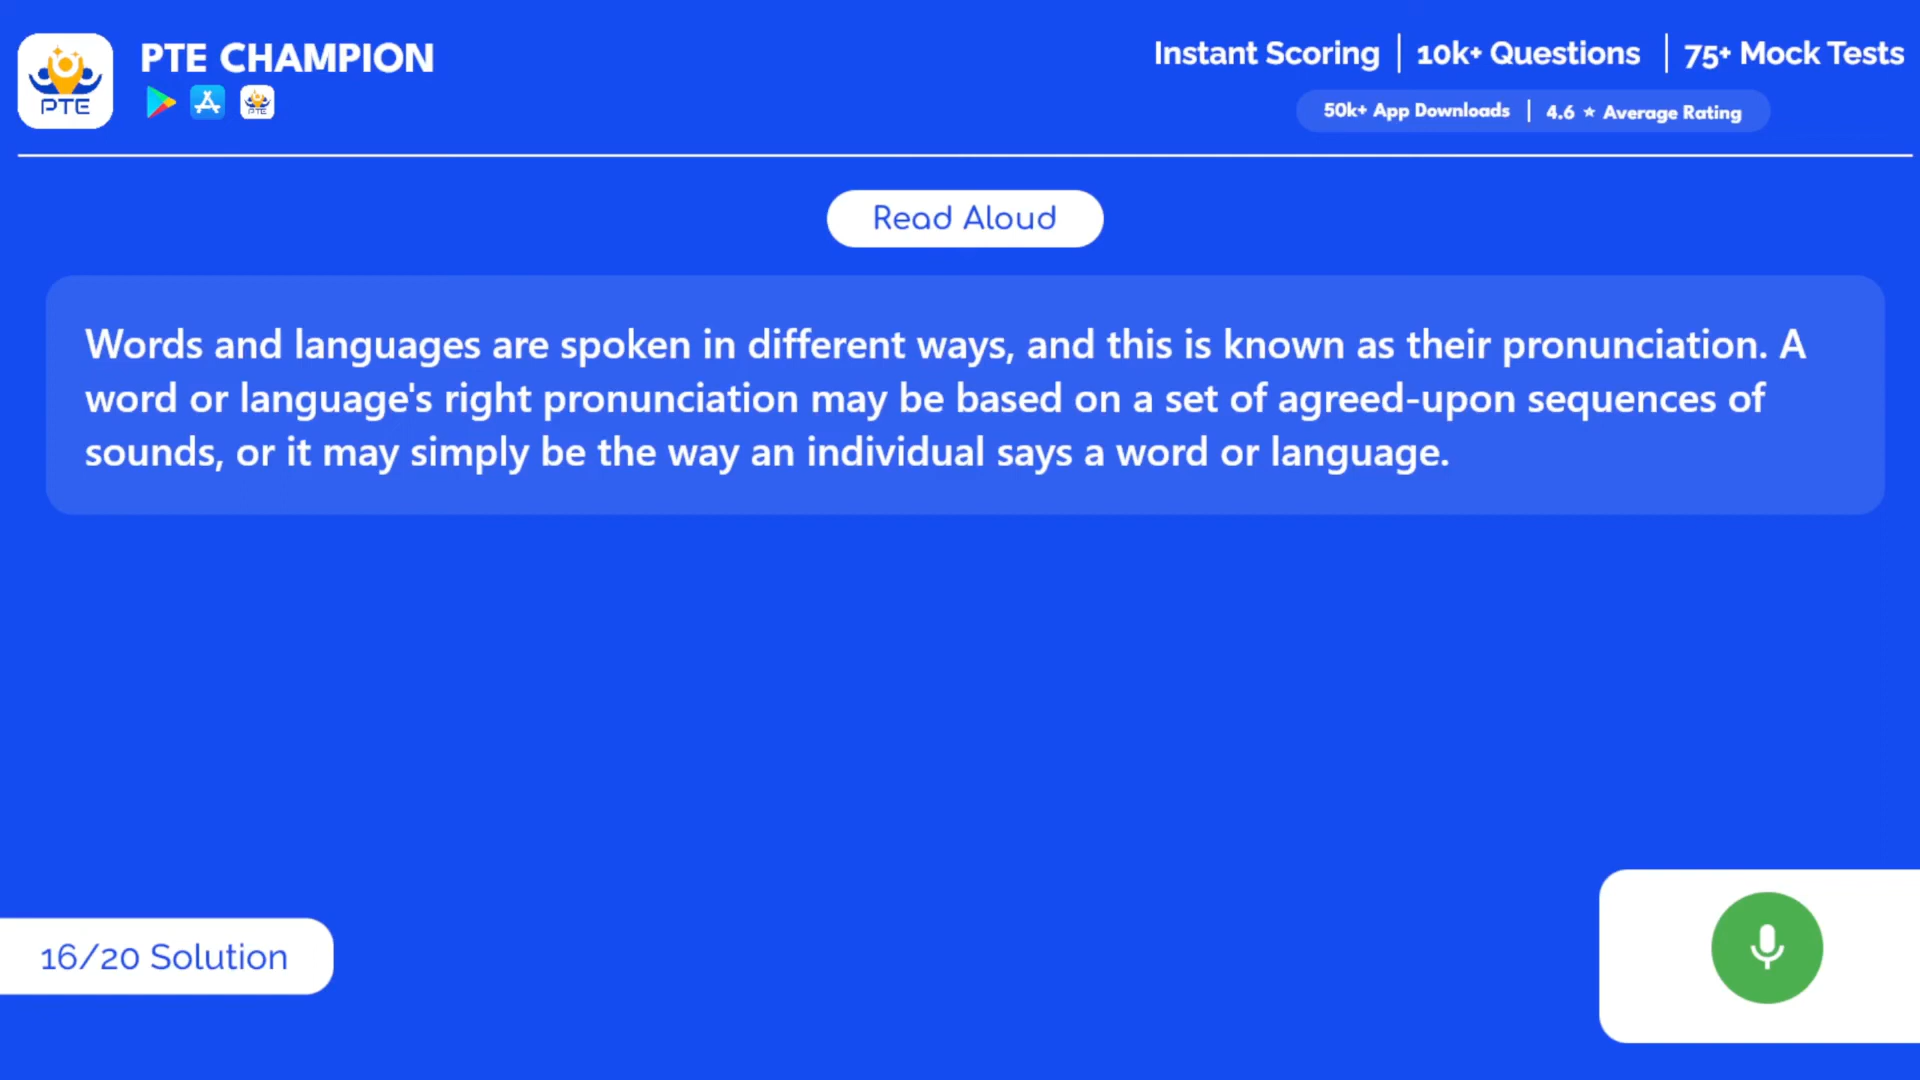 PTE CHAMPION
PTE
PTE
Instant Scoring | 10k+ Questions | 75+ Mock Tests
50k+ App Downloads | 4.6 ★ Average Rating
Read Aloud
Words and languages are spoken in different ways, and this is known as their pronunciation. A
word or language's right pronunciation may be based on a set of agreed-upon sequences of
sounds, or it may simply be the way an individual says a word or language.
16/20 Solution